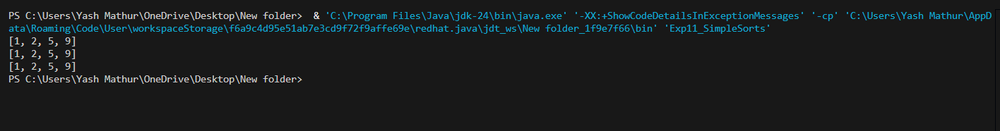 PS C:\Users\Yash Mathur\OneDrive\Desktop\New folder>  & 'C:\Program Files\Java\jdk-24\bin\java.exe' '-XX:+ShowCodeDetailsInExceptionMessages' '-cp' 'C:\Users\Yash Mathur\AppD
ata\Roaming\Code\User\workspaceStorage\f6a9c4d95e51ab7e3cd9f72f9affe69e\redhat.java\jdt_ws\New folder_1f9e7f66\bin' 'Exp11_SimpleSorts'
[1, 2, 5, 9]
[1, 2, 5, 9]
[1, 2, 5, 9]
PS C:\Users\Yash Mathur\OneDrive\Desktop\New folder>